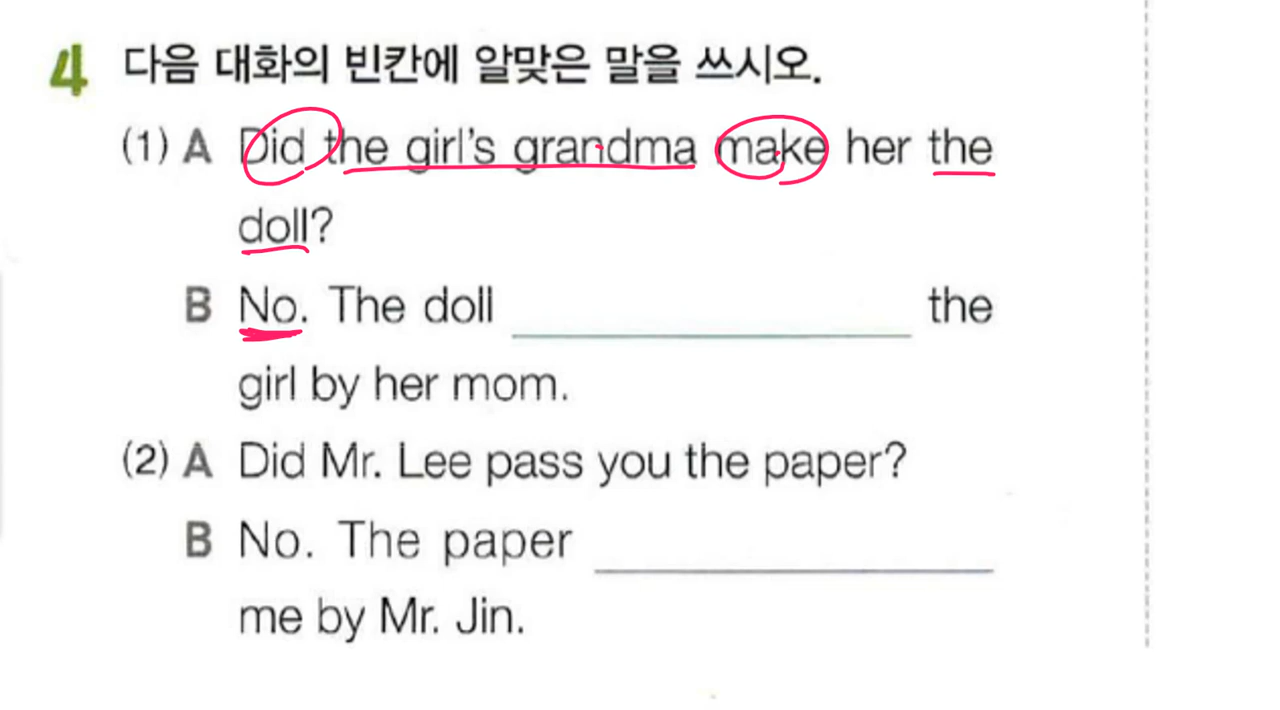 4 다음 대화의 빈칸에 알맞은 말을 쓰시오.
(1) A Did the girl's grandma make her the
doll?
B No. The doll ____________ the
girl by her mom.
(2) A Did Mr. Lee pass you the paper?
B No. The paper ____________
me by Mr. Jin.